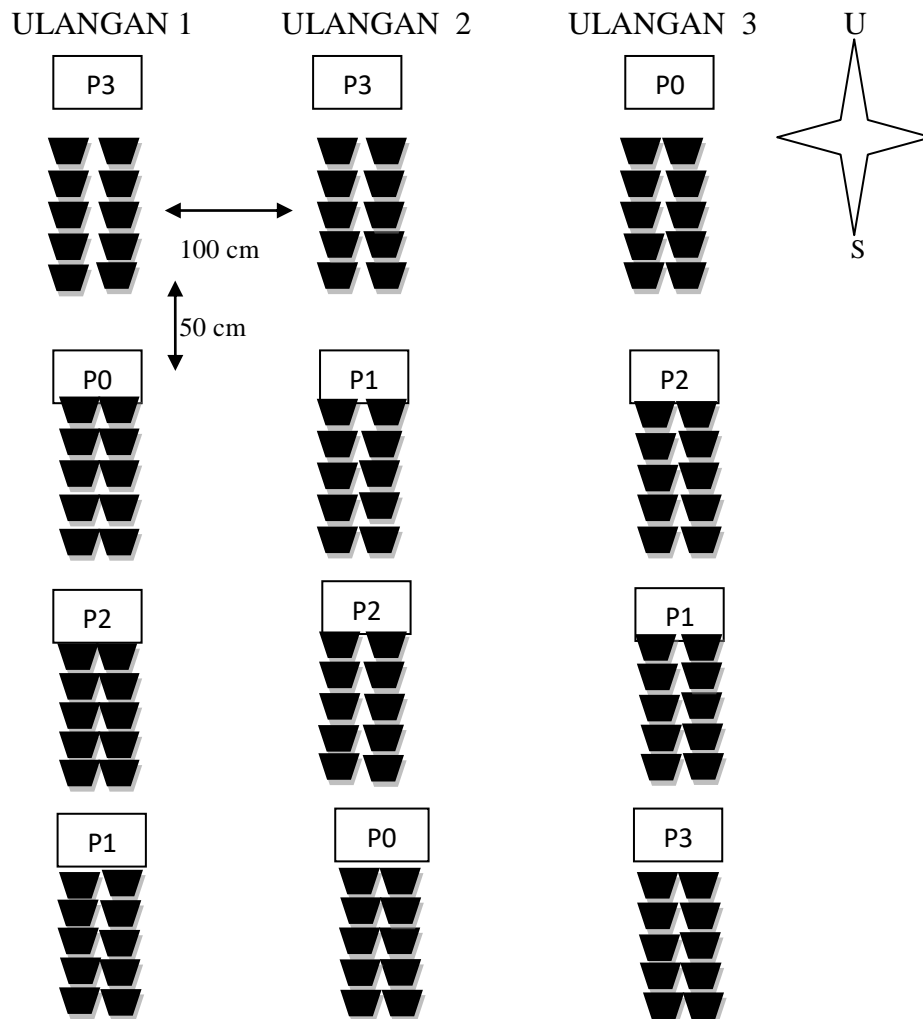 ULANGAN 1 ULANGAN 2 ULANGAN 3 U
P3 P3 P0
100 cm
S
50 cm
P0 P1 P2
P2 P2 P1
P1 P0 P3